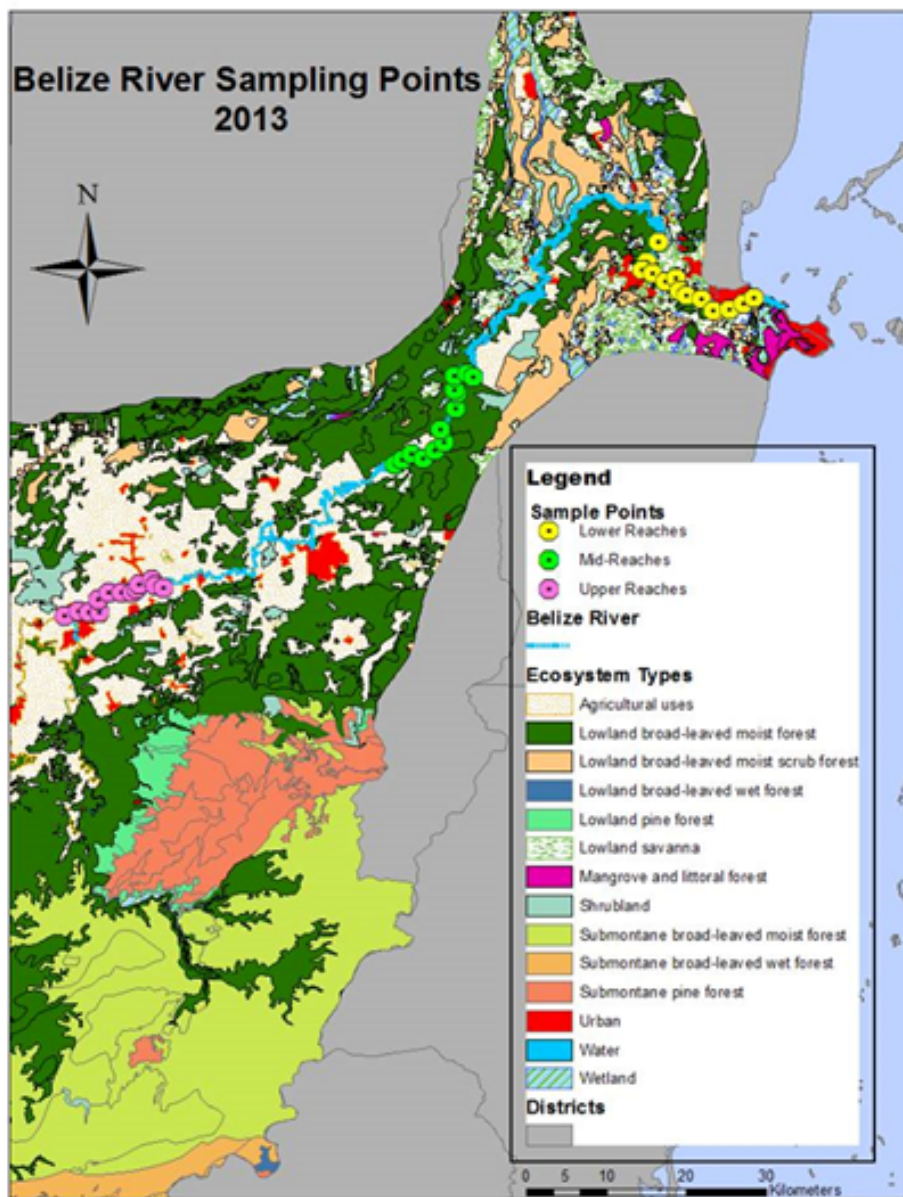 Belize River Sampling Points
2013
N
Legend
Sample Points
Lower Reaches
Mid-Reaches
Upper Reaches
Belize River
Ecosystem Types
Agricultural uses
Lowland broad-leaved moist forest
Lowland broad-leaved moist scrub forest
Lowland broad-leaved wet forest
Lowland pine forest
Lowland savanna
Mangrove and littoral forest
Shrubland
Submontane broad-leaved moist forest
Submontane broad-leaved wet forest
Submontane pine forest
Urban
Water
Wetland
Districts
0 5 10 20 30
Kilometers